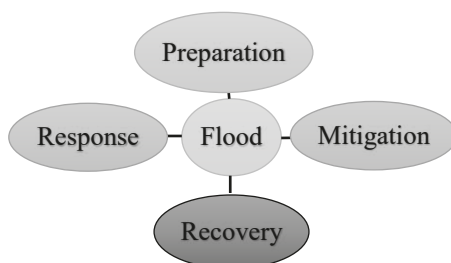 Preparation
Response
Flood
Mitigation
Recovery